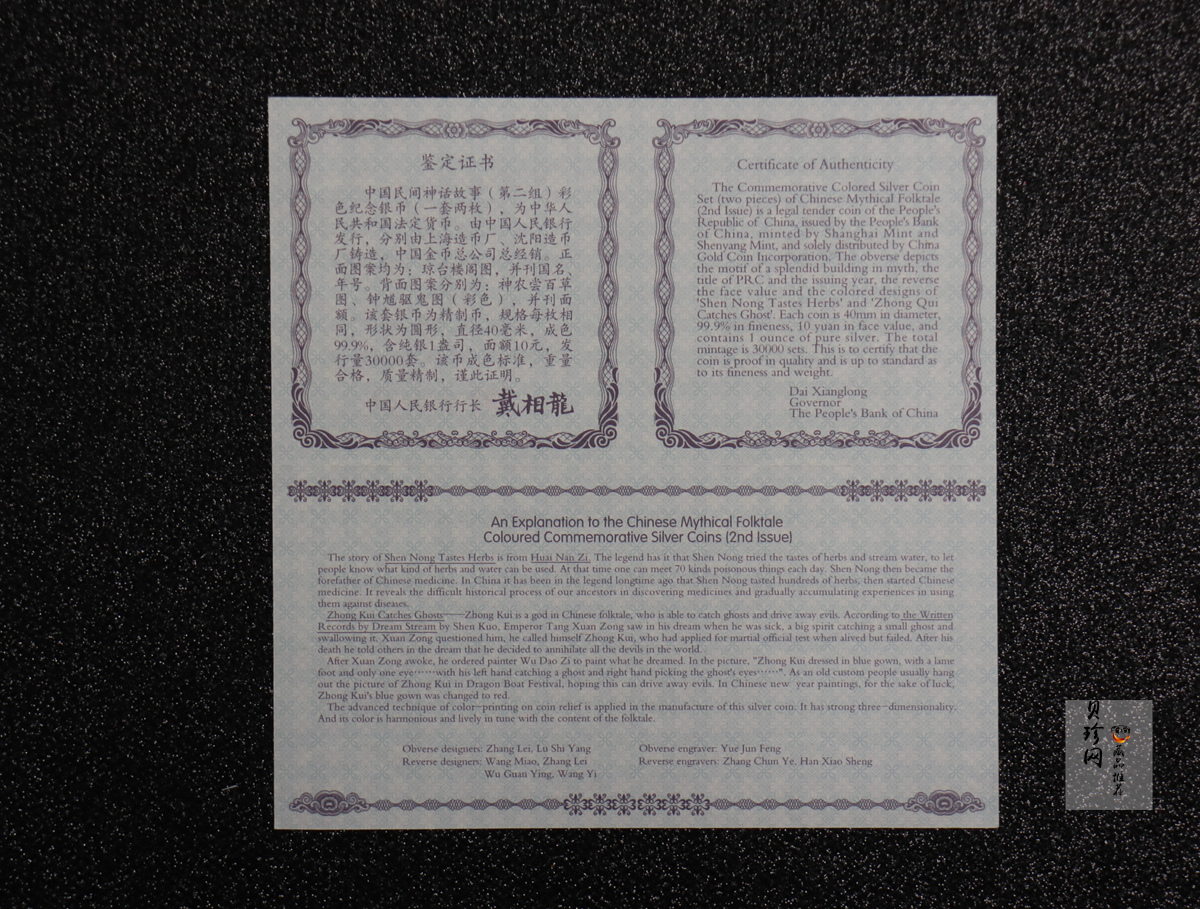 鉴定证书
中国民间神话故事（第二组）彩
色纪念银币（一套两枚），为中华人
民共和国法定货币。由中国人民银行
发行，分别由上海造币厂、沈阳造币
厂铸造，中国金币总公司总经销。正
面图案均为：琼台楼阁图，并刊国名、
年号。背面图案分别为：神农尝百草
图、钟馗驱鬼图（彩色），并刊面
额。该套银币为精制币，规格每枚相
同，形状为圆形，直径40毫米，成色
99.9%，含纯银1盎司，面额10元，发
行量30000套。该币成色标准，重量
合格，质量精制，谨此证明。
中国人民银行行长 戴相龍
Certificate of Authenticity
The Commemorative Colored Silver Coin
Set (two pieces) of Chinese Mythical Folktale
(2nd Issue) is a legal tender coin of the People's
Republic of China, issued by the People's Bank
of China, minted by Shanghai Mint and
Shenyang Mint, and solely distributed by China
Gold Coin Incorporation. The obverse depicts
the motif of a splendid building in myth, the
title of PRC and the issuing year, the reverse
the face value and the colored designs of
'Shen Nong Tastes Herbs' and 'Zhong Qui
Catches Ghost'. Each coin is 40mm in diameter,
99.9% in fineness, 10 yuan in face value, and
contains 1 ounce of pure silver. The total
mintage is 30000 sets. This is to certify that the
coin is proof in quality and is up to standard as
to its fineness and weight.
Dai Xianglong
Governor
The People's Bank of China
An Explanation to the Chinese Mythical Folktale
Coloured Commemorative Silver Coins (2nd Issue)
The story of Shen Nong Tastes Herbs is from Huai Nan Zi. The legend has it that Shen Nong tried the tastes of herbs and stream water, to let
people know what kind of herbs and water can be used. At that time one can meet 70 kinds poisonous things each day. Shen Nong then became the
forefather of Chinese medicine. In China it has been in the legend longtime ago that Shen Nong tasted hundreds of herbs, then started Chinese
medicine. It reveals the difficult historical process of our ancestors in discovering medicines and gradually accumulating experiences in using
them against diseases.
Zhong Kui Catches Ghosts——Zhong Kui is a god in Chinese folktale, who is able to catch ghosts and drive away evils. According to the Written
Records by Dream Stream by Shen Kuo, Emperor Tang Xuan Zong saw in his dream when he was sick, a big spirit catching a small ghost and
swallowing it. Xuan Zong questioned him, he called himself Zhong Kui, who had applied for martial official test when alived but failed. After his
death he told others in the dream that he decided to annihilate all the devils in the world.
After Xuan Zong awoke, he ordered painter Wu Dao Zi to paint what he dreamed. In the picture, "Zhong Kui dressed in blue gown, with a lame
foot and only one eye······with his left hand catching a ghost and right hand picking the ghost's eyes······". As an old custom people usually hang
out the picture of Zhong Kui in Dragon Boat Festival, hoping this can drive away evils. In Chinese new year paintings, for the sake of luck,
Zhong Kui's blue gown was changed to red.
The advanced technique of color-printing on coin relief is applied in the manufacture of this silver coin. It has strong three-dimensionality.
And its color is harmonious and lively in tune with the content of the folktale.
Obverse designers: Zhang Lei, Lu Shi Yang
Reverse designers: Wang Miao, Zhang Lei
Wu Guan Ying, Wang Yi
Obverse engraver: Yue Jun Feng
Reverse engravers: Zhang Chun Ye, Han Xiao Sheng
贝珍网
藏品推荐